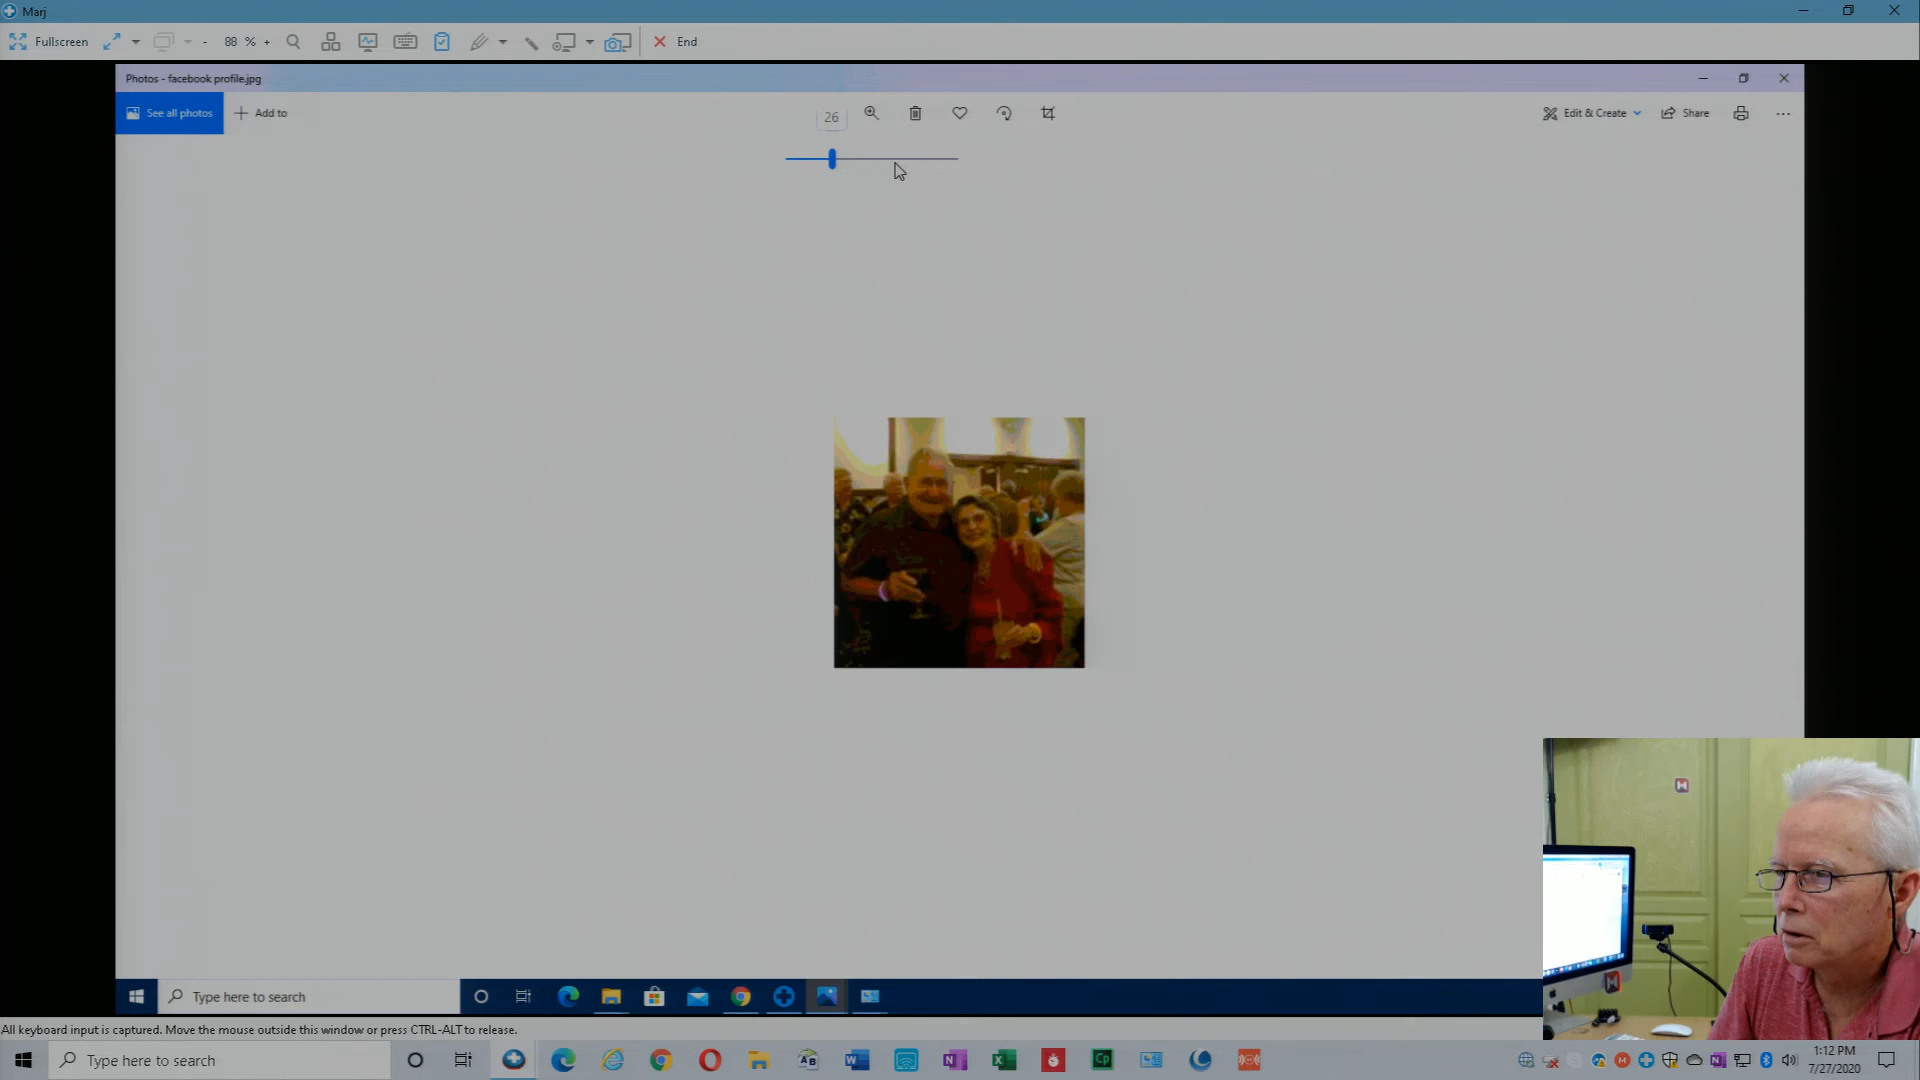 Marj
Fullscreen
- 88 % +
End
Photos - facebook profile.jpg
See all photos
Add to
26
Edit & Create
Share
Type here to search
All keyboard input is captured. Move the mouse outside this window or press CTRL-ALT to release.
Type here to search
AB
Cp
1:12 PM
7/27/2020